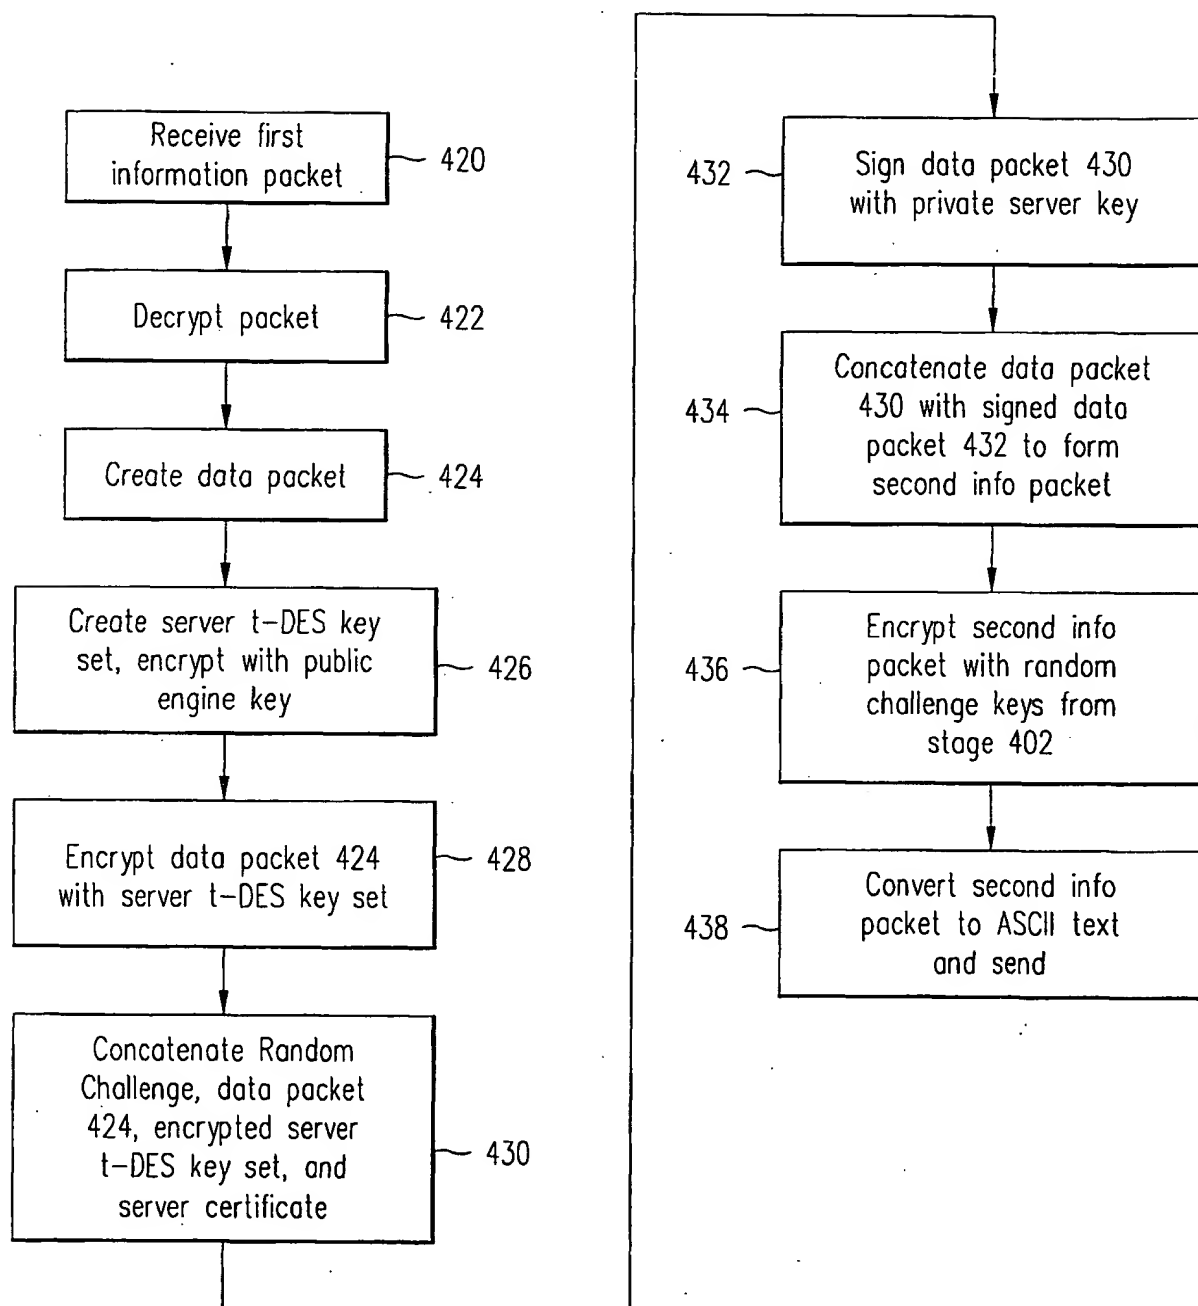 Receive first
information packet
420
Decrypt packet
422
Create data packet
424
Create server t-DES key
set, encrypt with public
engine key
426
Encrypt data packet 424
with server t-DES key set
428
Concatenate Random
Challenge, data packet
424, encrypted server
t-DES key set, and
server certificate
430
432
Sign data packet 430
with private server key
434
Concatenate data packet
430 with signed data
packet 432 to form
second info packet
436
Encrypt second info
packet with random
challenge keys from
stage 402
438
Convert second info
packet to ASCII text
and send